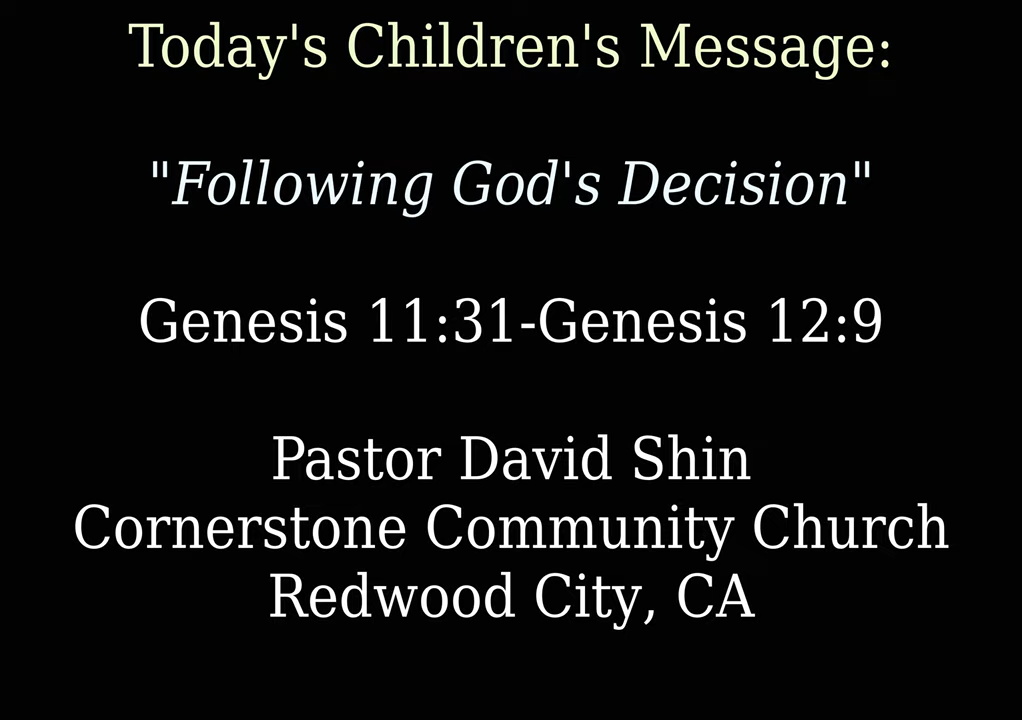 Today's Children's Message:
"Following God's Decision"
Genesis 11:31-Genesis 12:9
Pastor David Shin
Cornerstone Community Church
Redwood City, CA